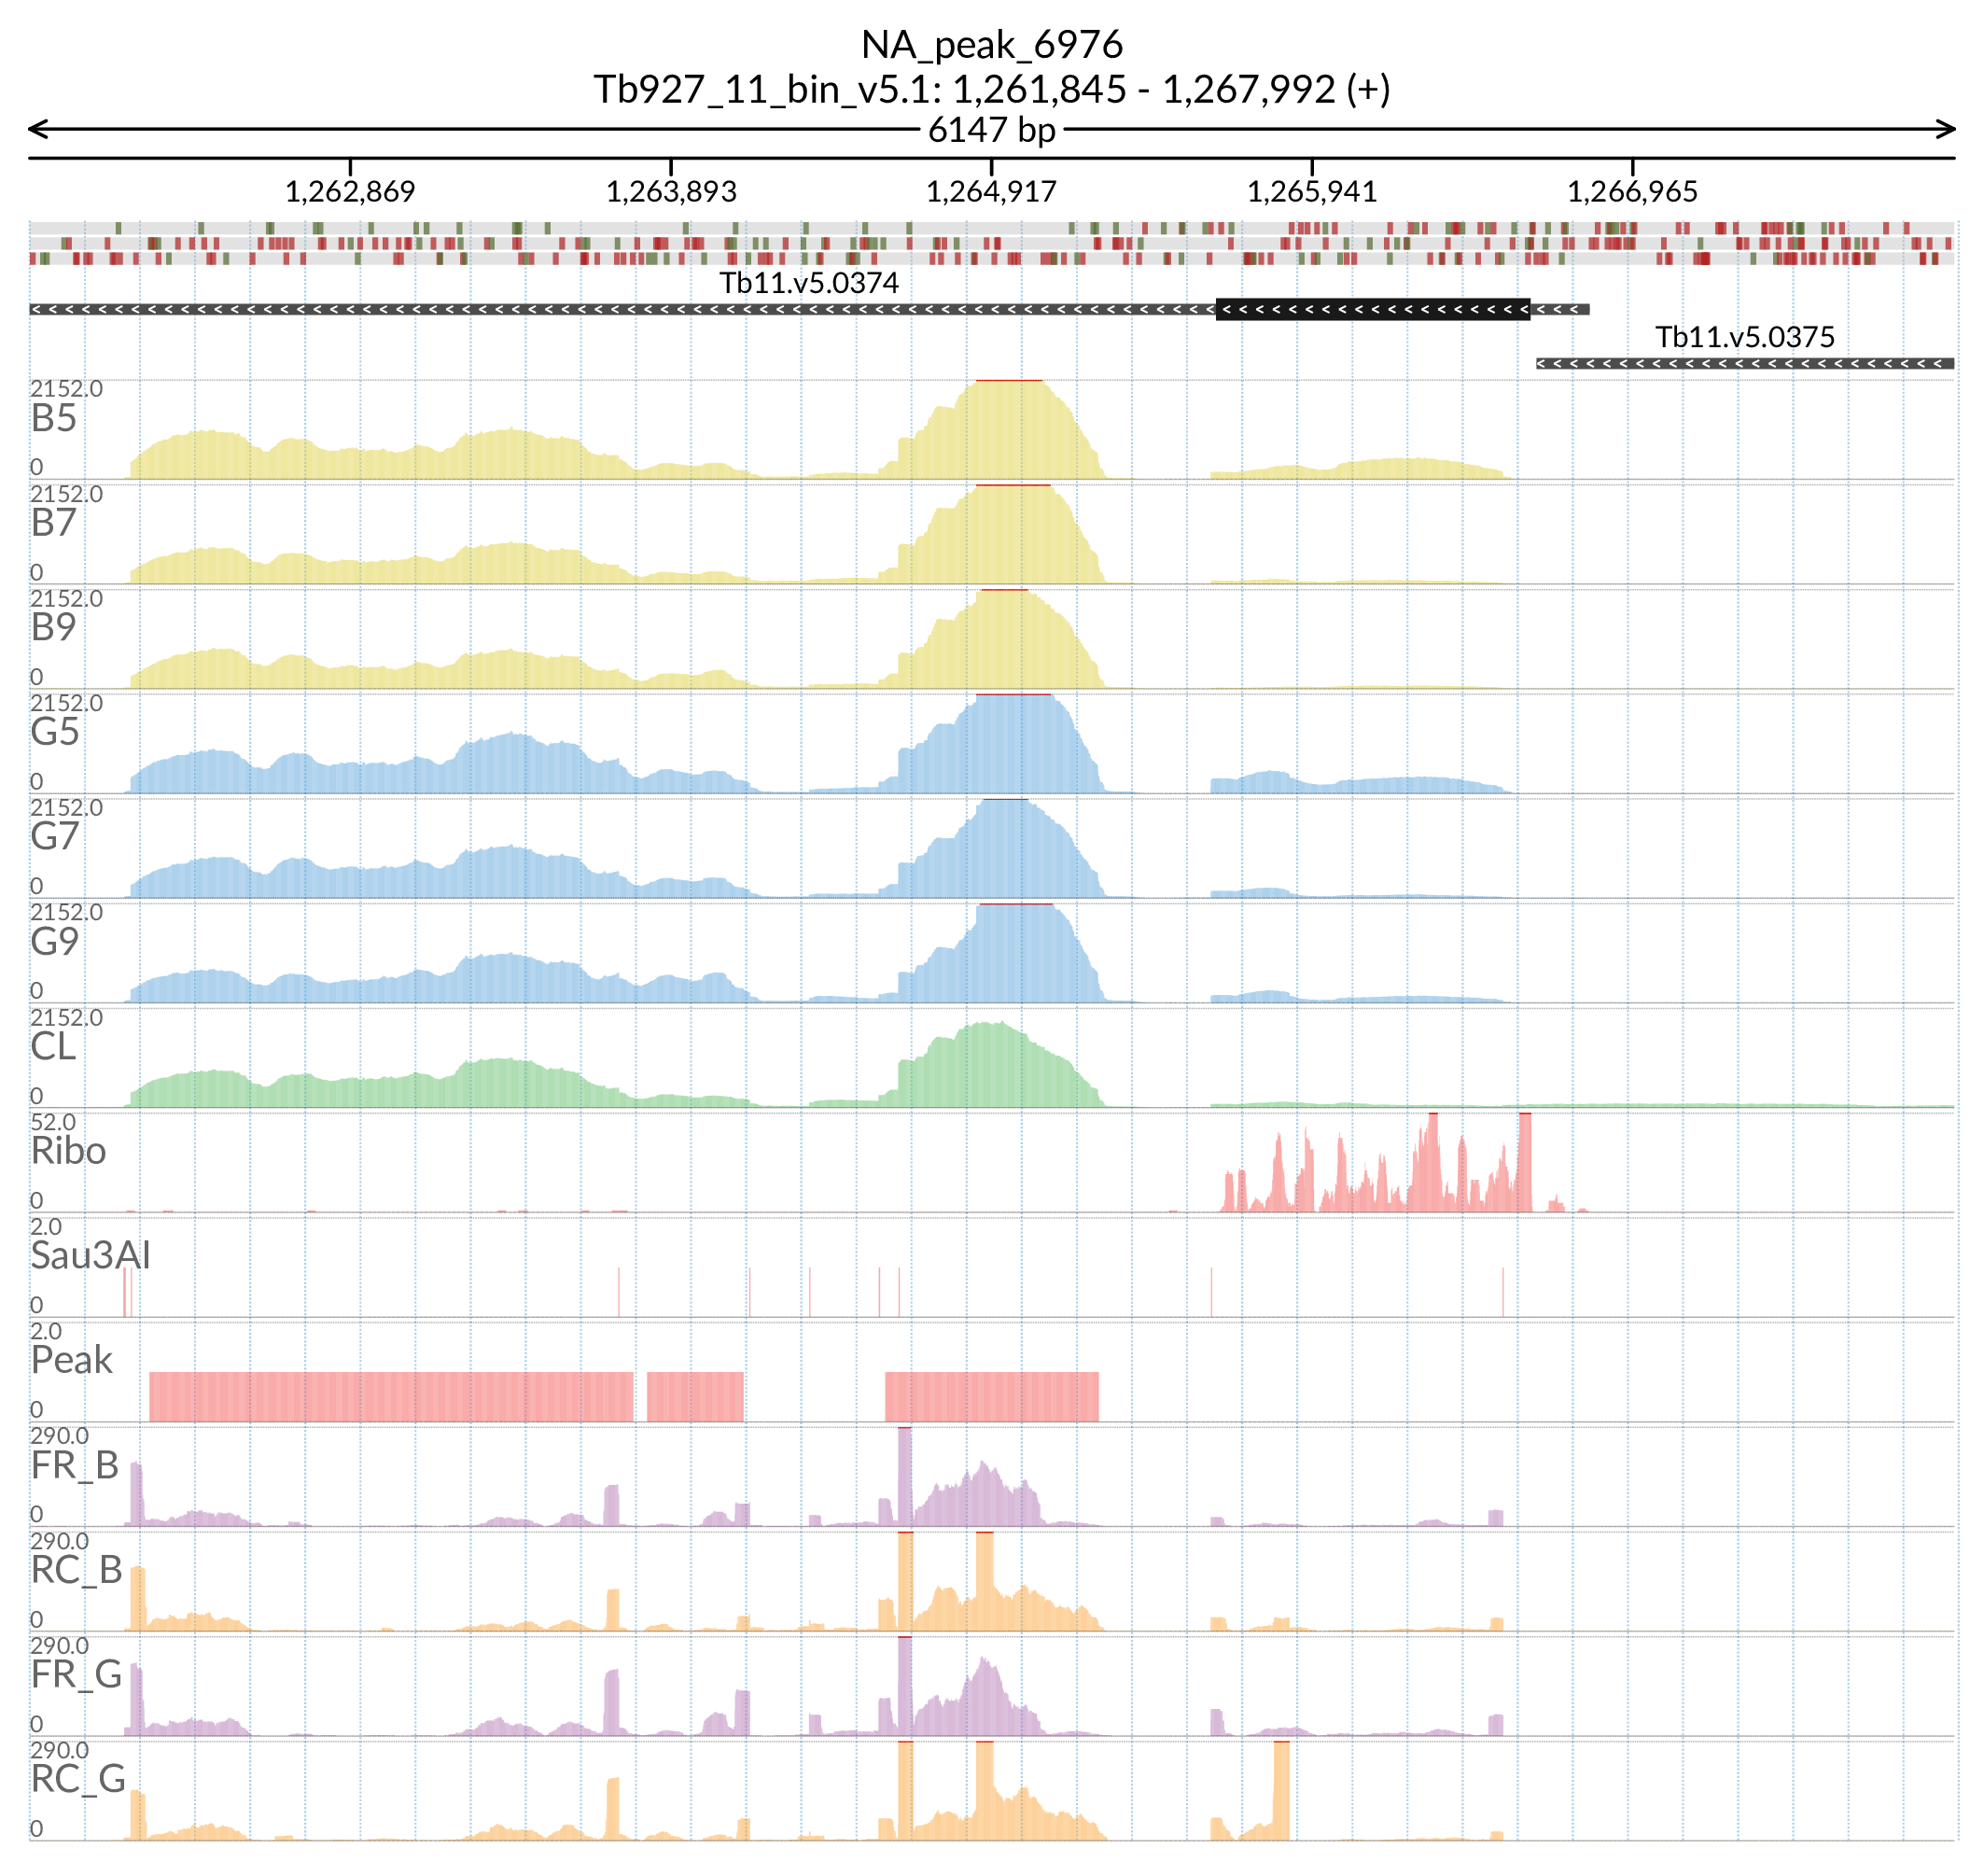 NA_peak_6976
Tb927_11_bin_v5.1: 1,261,845 - 1,267,992 (+)
6147 bp
1,262,869 1,263,893 1,264,917 1,265,941 1,266,965
Tb11.v5.0374
Tb11.v5.0375
2152.0
B5
0
2152.0
B7
0
2152.0
B9
0
2152.0
G5
0
2152.0
G7
0
2152.0
G9
0
2152.0
CL
0
52.0
Ribo
0
2.0
Sau3AI
0
2.0
Peak
0
290.0
FR_B
0
290.0
RC_B
0
290.0
FR_G
0
290.0
RC_G
0